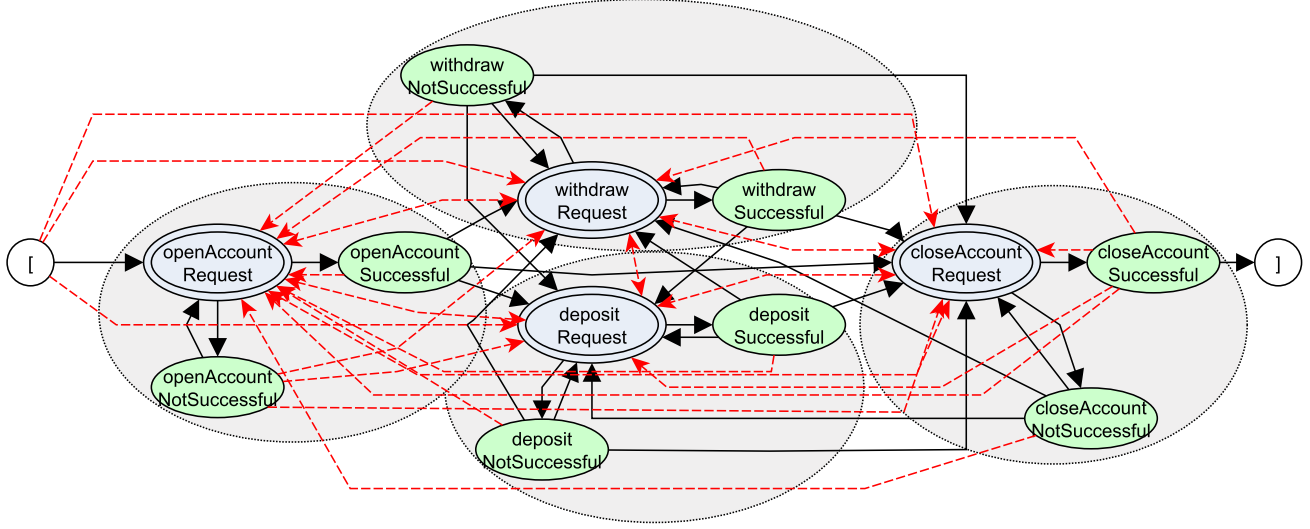 withdraw
NotSuccessful
withdraw
Request
withdraw
Successful
[
openAccount
Request
openAccount
Successful
closeAccount
Request
closeAccount
Successful
]
deposit
Request
deposit
Successful
openAccount
NotSuccessful
deposit
NotSuccessful
closeAccount
NotSuccessful